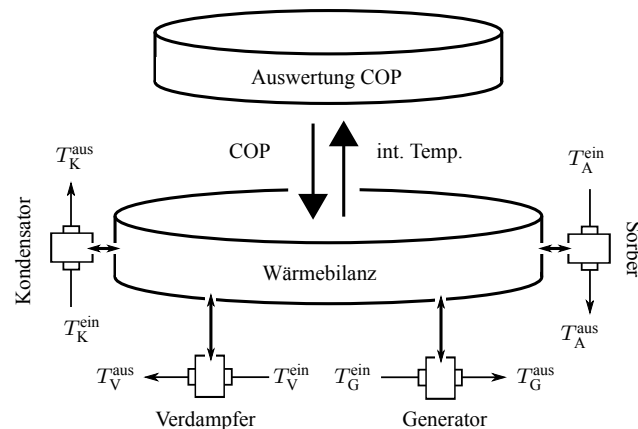 Auswertung COP
COP
int. Temp.
T_K^aus
T_A^ein
Kondensator
Wärmebilanz
Sorber
T_K^ein
T_A^aus
T_V^aus
T_V^ein
T_G^ein
T_G^aus
Verdampfer
Generator